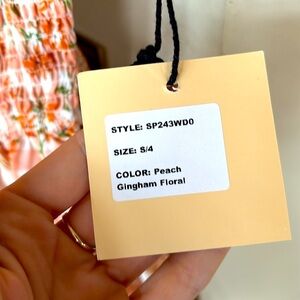 STYLE: SP243WD0
SIZE: S/4
COLOR: Peach
Gingham Floral